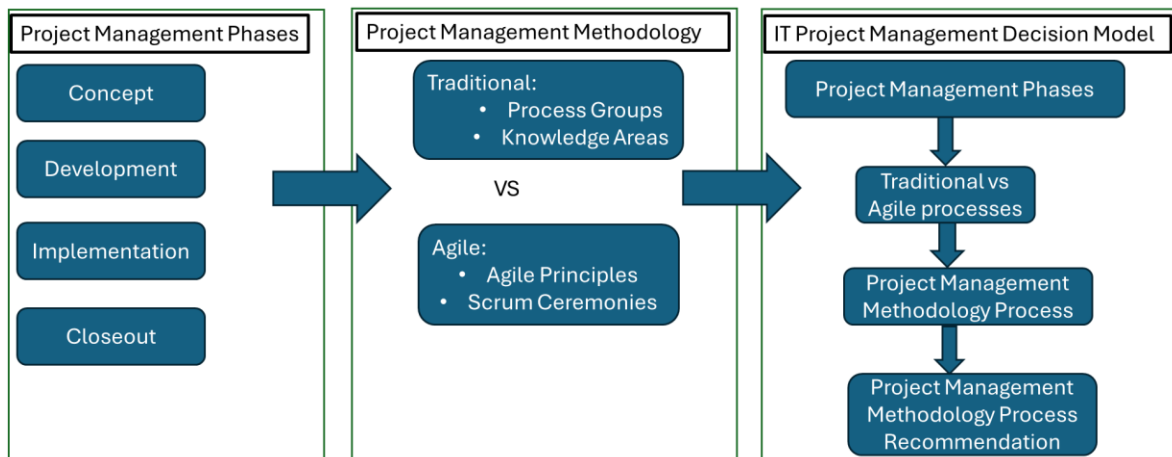 Project Management Phases
Concept
Development
Implementation
Closeout
Project Management Methodology
Traditional:
• Process Groups
• Knowledge Areas
VS
Agile:
• Agile Principles
• Scrum Ceremonies
IT Project Management Decision Model
Project Management Phases
Traditional vs
Agile processes
Project Management
Methodology Process
Project Management
Methodology Process
Recommendation